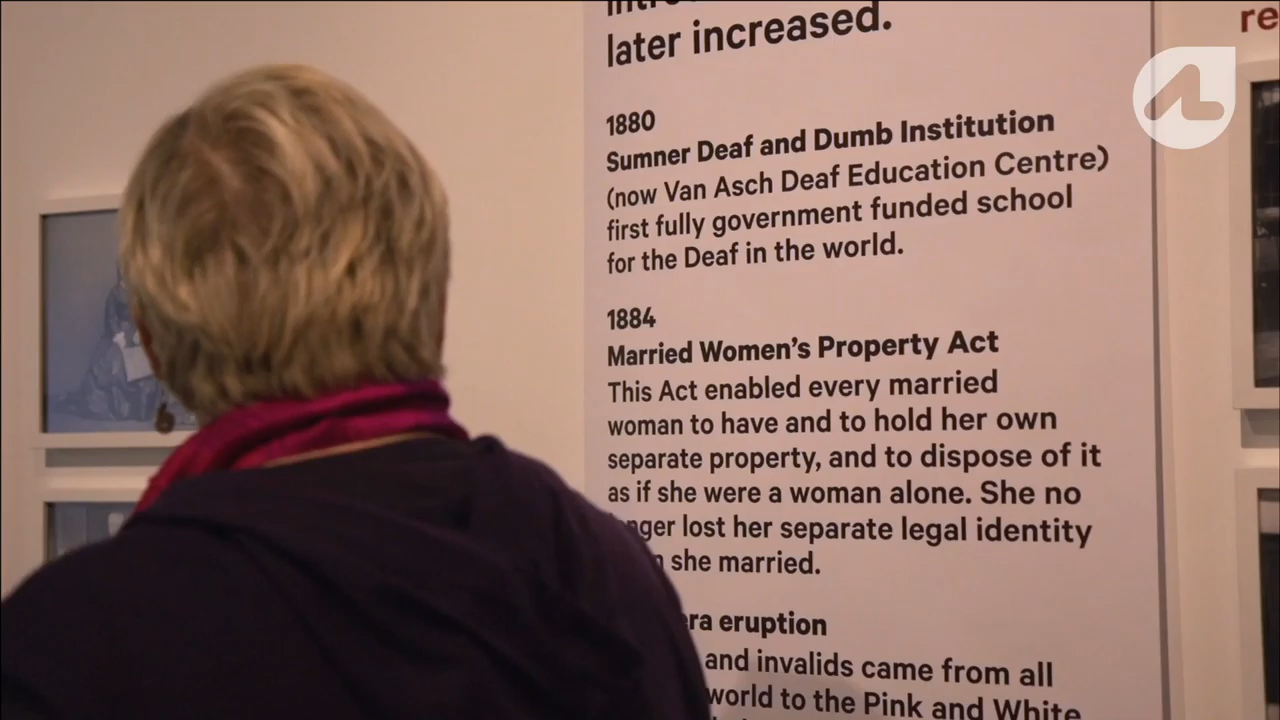 later increased.
re
1880
Sumner Deaf and Dumb Institution
(now Van Asch Deaf Education Centre)
first fully government funded school
for the Deaf in the world.
1884
Married Women's Property Act
This Act enabled every married
woman to have and to hold her own
separate property, and to dispose of it
as if she were a woman alone. She no
nger lost her separate legal identity
she married.
era eruption
and invalids came from all
world to the Pink and White